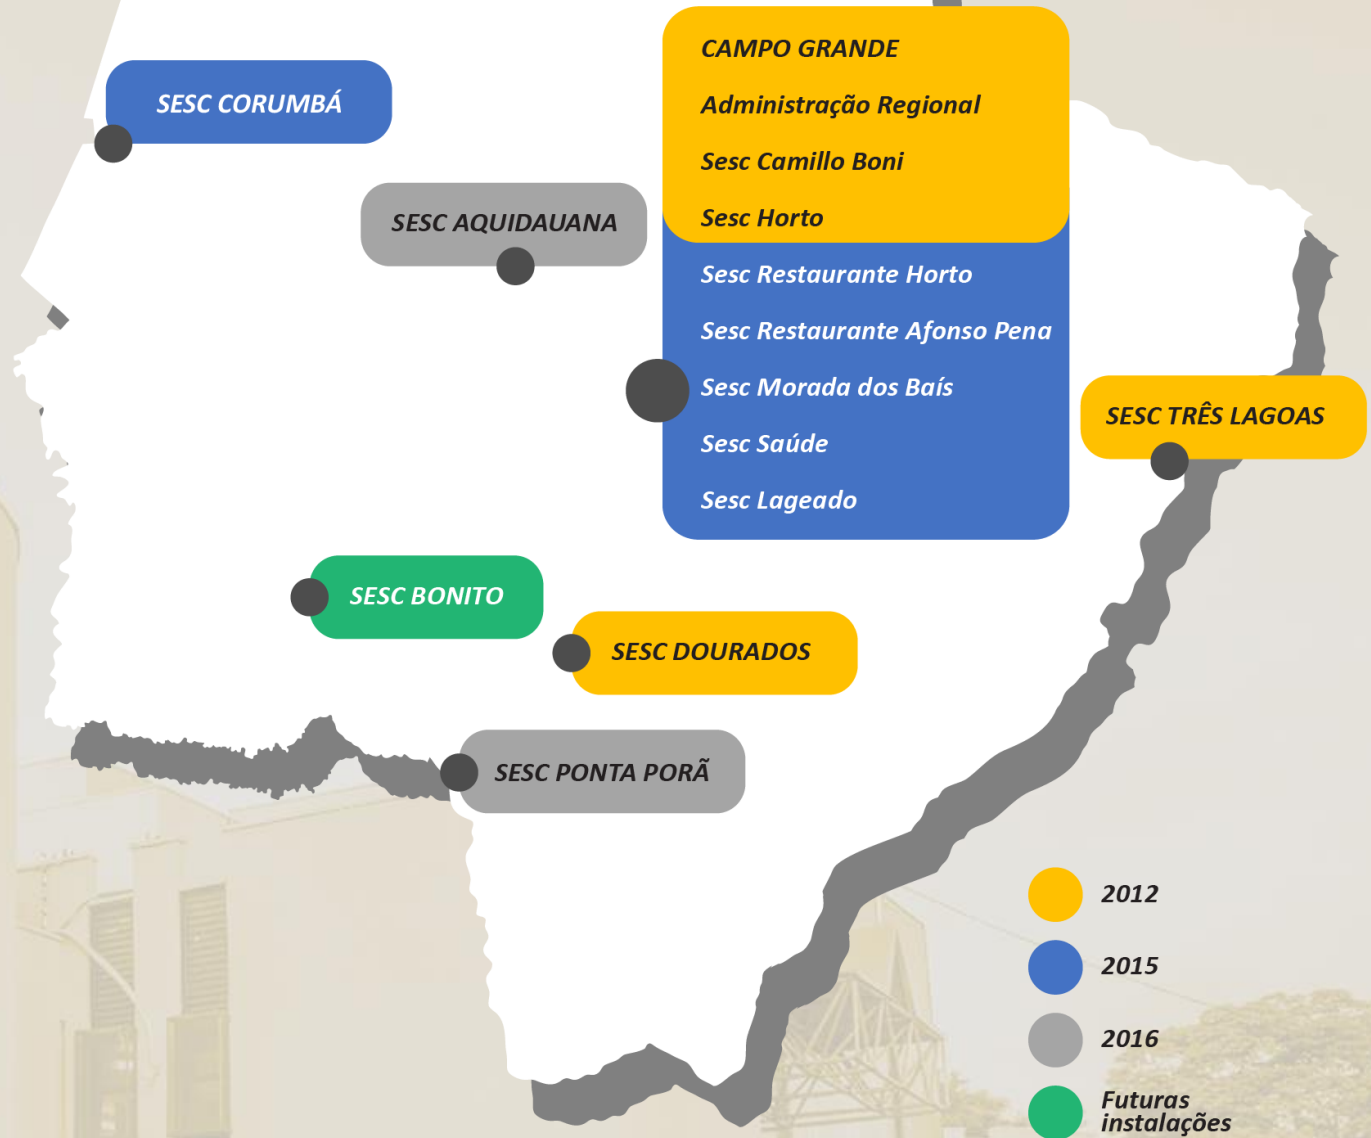 SESC CORUMBÁ
SESC AQUIDAUANA
CAMPO GRANDE
Administração Regional
Sesc Camillo Boni
Sesc Horto
Sesc Restaurante Horto
Sesc Restaurante Afonso Pena
Sesc Morada dos Baís
Sesc Saúde
Sesc Lageado
SESC TRÊS LAGOAS
SESC BONITO
SESC DOURADOS
SESC PONTA PORÃ
2012
2015
2016
Futuras
instalações